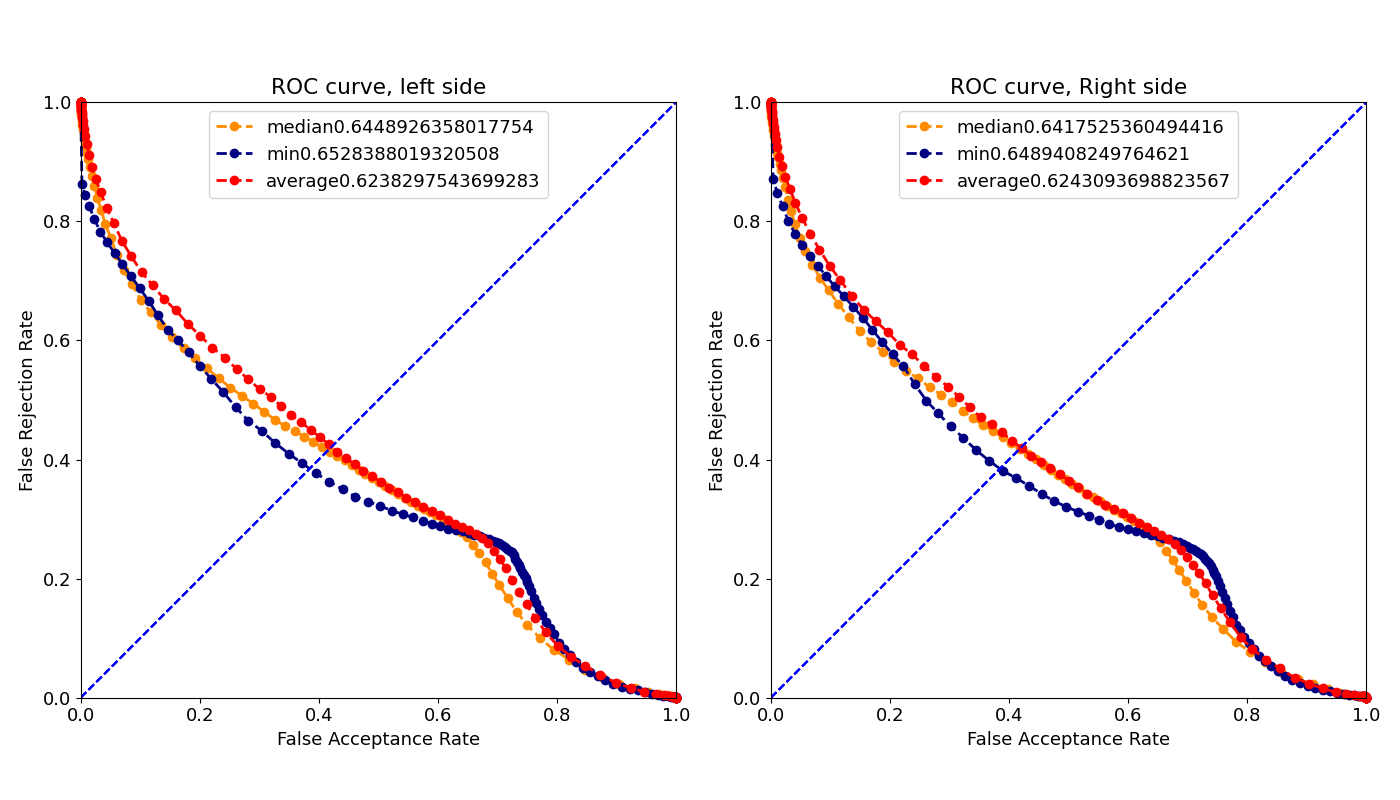 ROC curve, left side
median0.6448926358017754
min0.6528388019320508
average0.6238297543699283
1.0
0.8
0.6
0.4
0.2
0.0
False Rejection Rate
0.0 0.2 0.4 0.6 0.8 1.0
False Acceptance Rate
ROC curve, Right side
median0.6417525360494416
min0.6489408249764621
average0.6243093698823567
1.0
0.8
0.6
0.4
0.2
0.0
False Rejection Rate
0.0 0.2 0.4 0.6 0.8 1.0
False Acceptance Rate